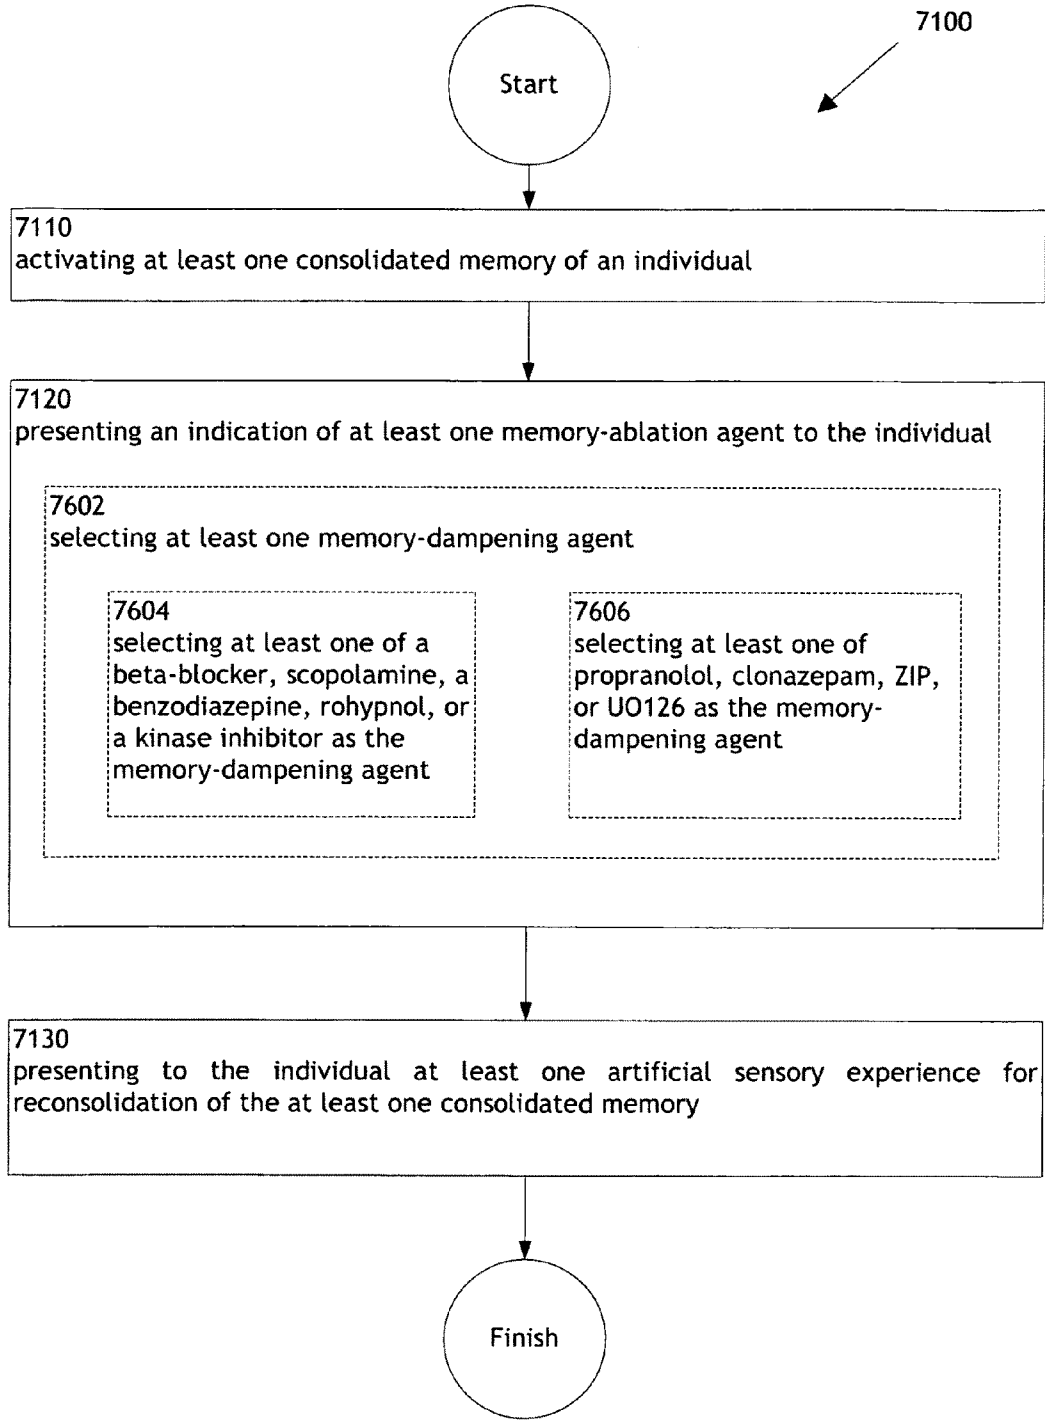 7100
Start
7110
activating at least one consolidated memory of an individual
7120
presenting an indication of at least one memory-ablation agent to the individual
7602
selecting at least one memory-dampening agent
7604
selecting at least one of a
beta-blocker, scopolamine, a
benzodiazepine, rohypnol, or
a kinase inhibitor as the
memory-dampening agent
7606
selecting at least one of
propranolol, clonazepam, ZIP,
or UO126 as the memory-
dampening agent
7130
presenting to the individual at least one artificial sensory experience for
reconsolidation of the at least one consolidated memory
Finish